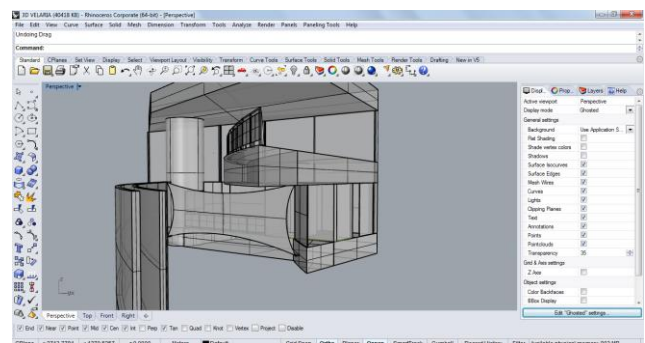 3D VELARIA (40418 KB) - Rhinoceros Corporate (64-bit) - [Perspective]
File Edit View Curve Surface Solid Mesh Dimension Transform Tools Analyze Render Panels Paneling Tools Help
Undoing Drag
Command:
Standard CPlanes Set View Display Select Viewport Layout Visibility Transform Curve Tools Surface Tools Solid Tools Mesh Tools Render Tools Drafting New in V5
Perspective
Displ... Prop... Layers Help
Active viewport Perspective
Display mode Ghosted
General settings
Background Use Application S...
Flat Shading
Shade vertex colors
Shadows
Surface Isocurves
Surface Edges
Mesh Wires
Curves
Lights
Clipping Planes
Text
Annotations
Points
Pointclouds
Transparency 35
Grid & Axis settings
Z Axis
Object settings
Color Backfaces
BBox Display
Edit "Ghosted" settings...
Perspective Top Front Right
End Near Point Mid Cen Int Perp Tan Quad Knot Vertex Project Disable